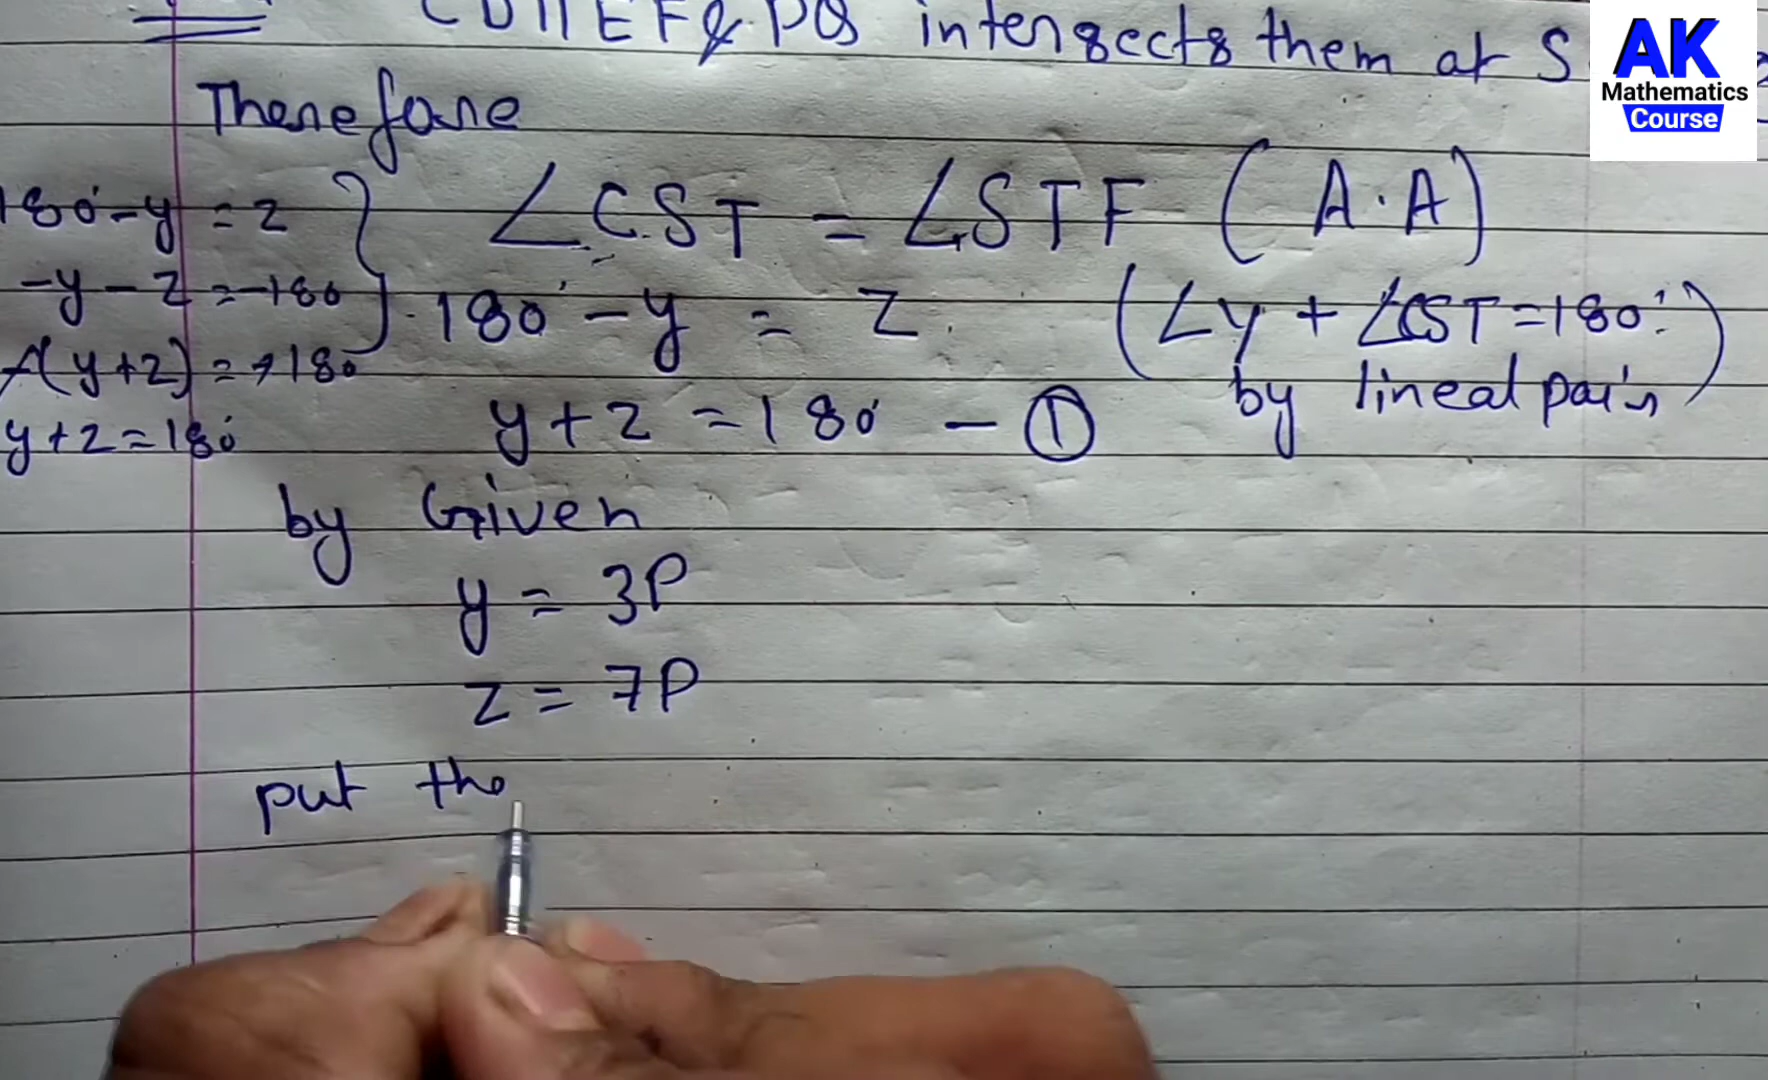 CD || EF & PQ intersects them at S
AK
Mathematics
Course
Therefore
∠CST = ∠STF (A.A)
180° - y = z
180° - y = z (∠y + ∠CST = 180°)
-y - z = -180
by lineal pair
-(y+z) = -180
y + z = 180° - ①
y + z = 180°
by Given
y = 3P
z = 7P
put the